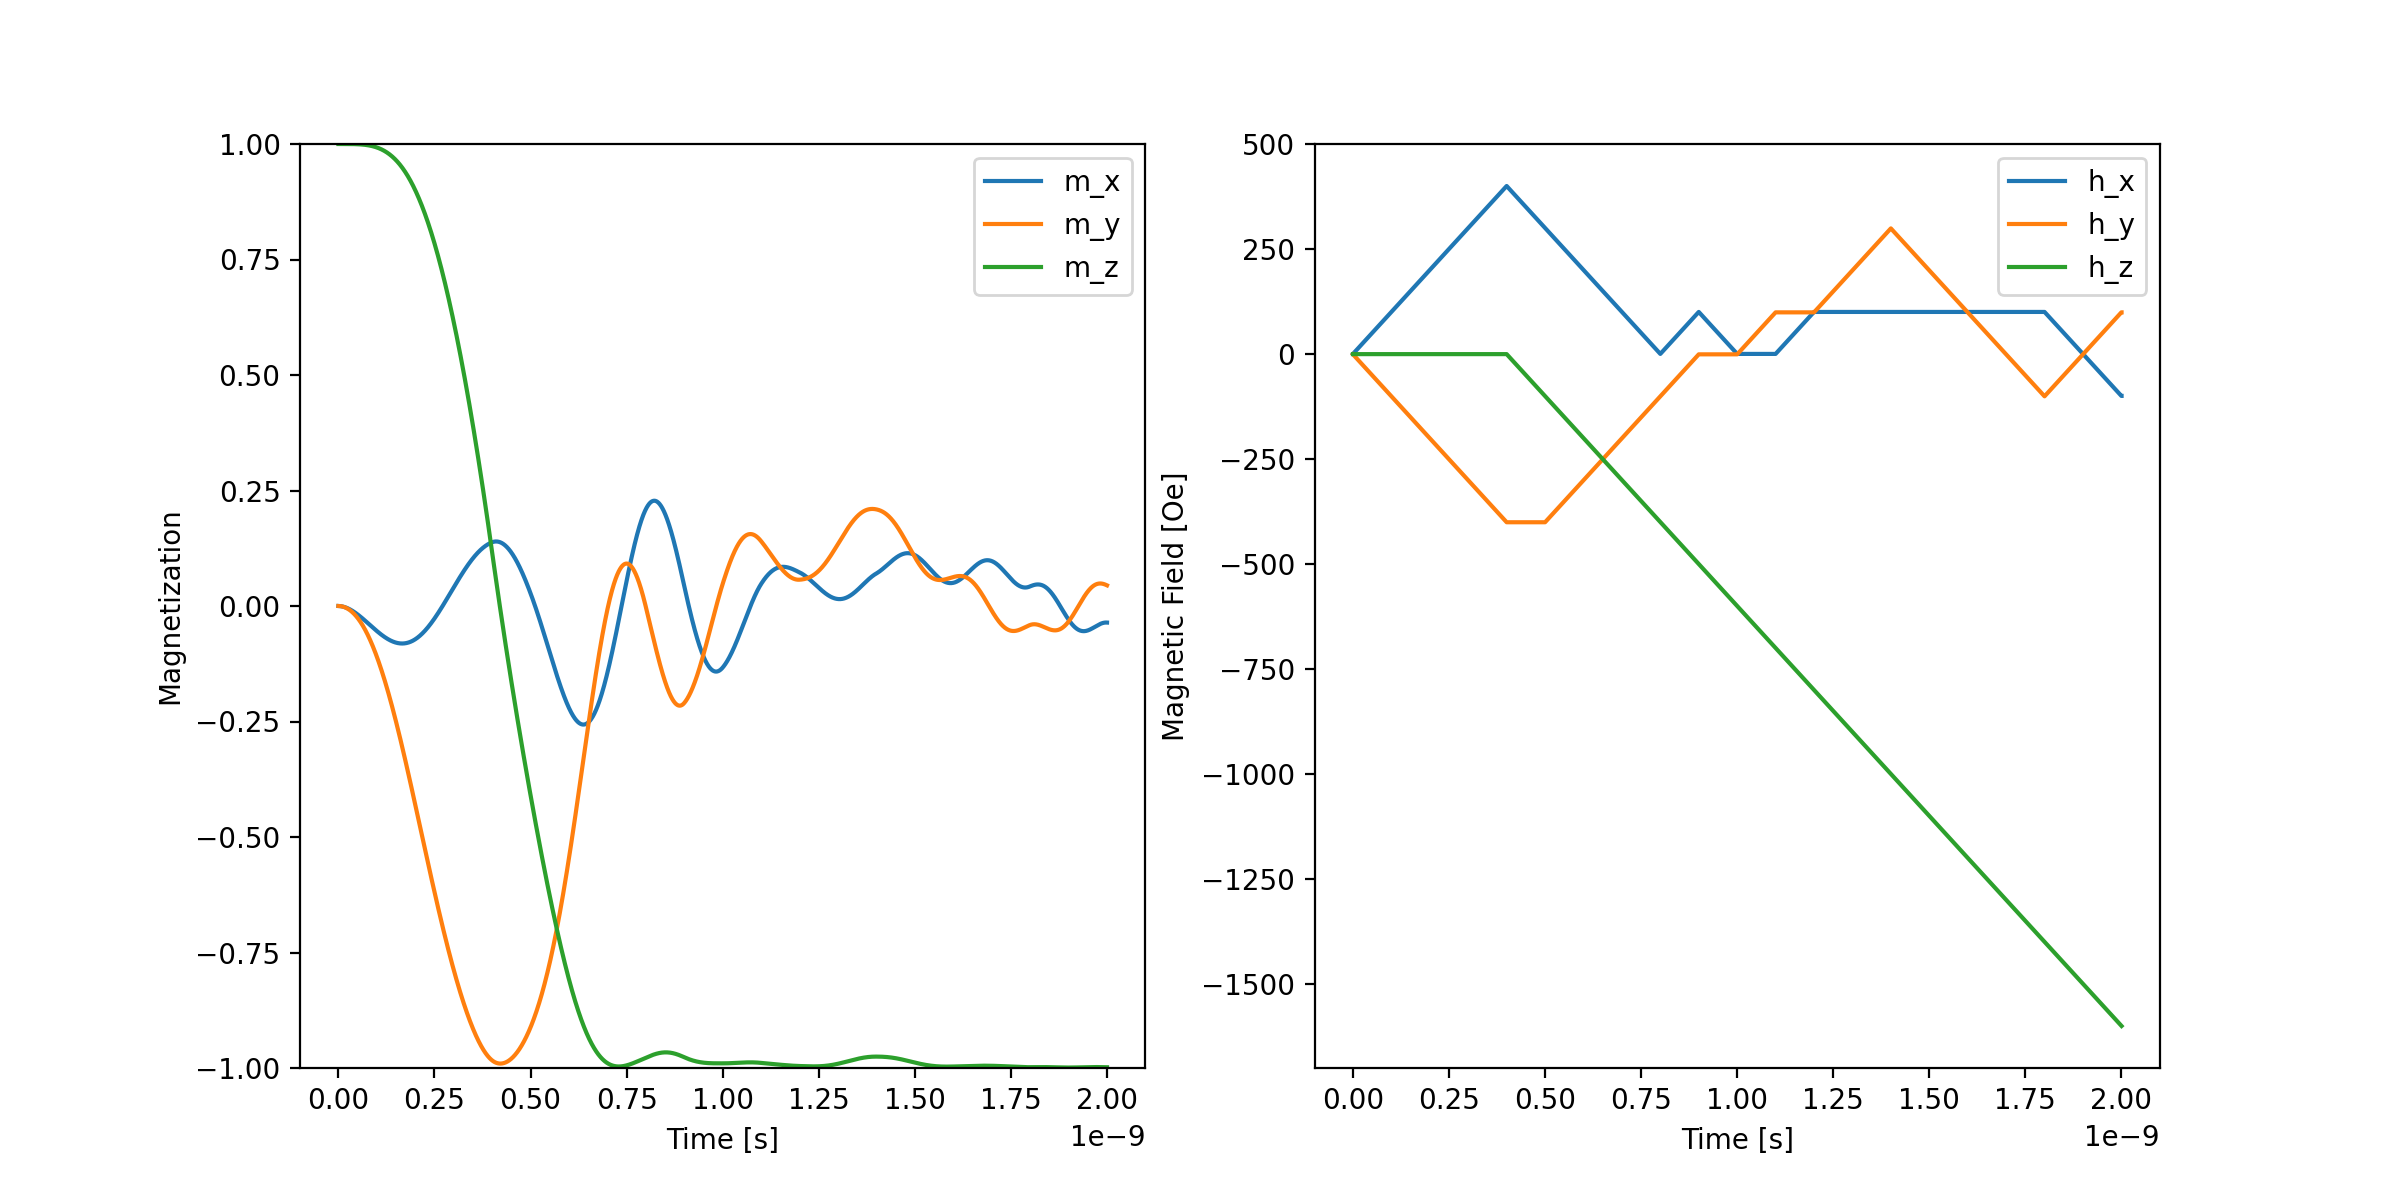 1.00
0.75
0.50
0.25
0.00
−0.25
−0.50
−0.75
−1.00
Magnetization
m_x
m_y
m_z
0.00 0.25 0.50 0.75 1.00 1.25 1.50 1.75 2.00
Time [s]
1e−9
500
250
0
−250
−500
−750
−1000
−1250
−1500
Magnetic Field [Oe]
h_x
h_y
h_z
0.00 0.25 0.50 0.75 1.00 1.25 1.50 1.75 2.00
Time [s]
1e−9